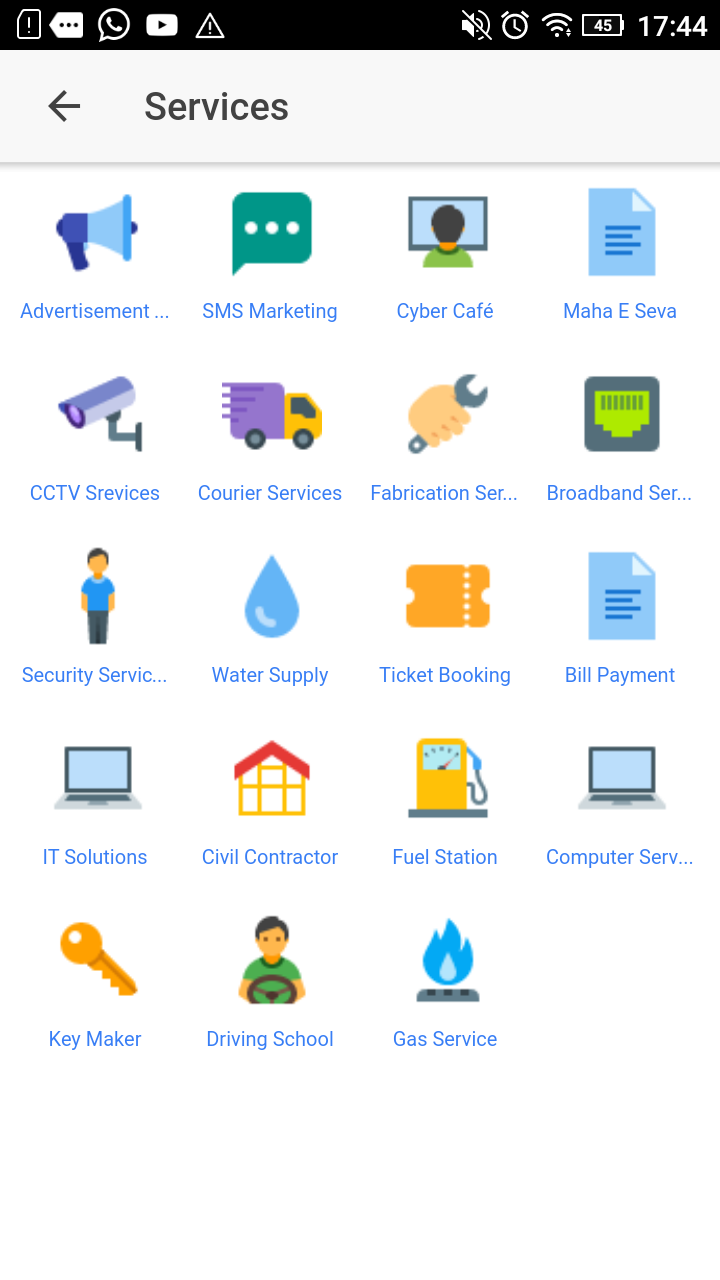 45 17:44
Services
Advertisement ... SMS Marketing Cyber Café Maha E Seva
CCTV Srevices Courier Services Fabrication Ser... Broadband Ser...
Security Servic... Water Supply Ticket Booking Bill Payment
IT Solutions Civil Contractor Fuel Station Computer Serv...
Key Maker Driving School Gas Service